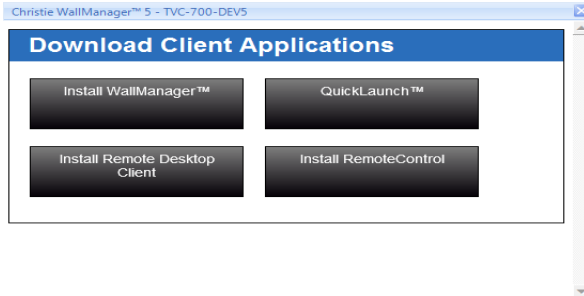 Christie WallManager™ 5 - TVC-700-DEV5
Download Client Applications
Install WallManager™
QuickLaunch™
Install Remote Desktop
Client
Install RemoteControl